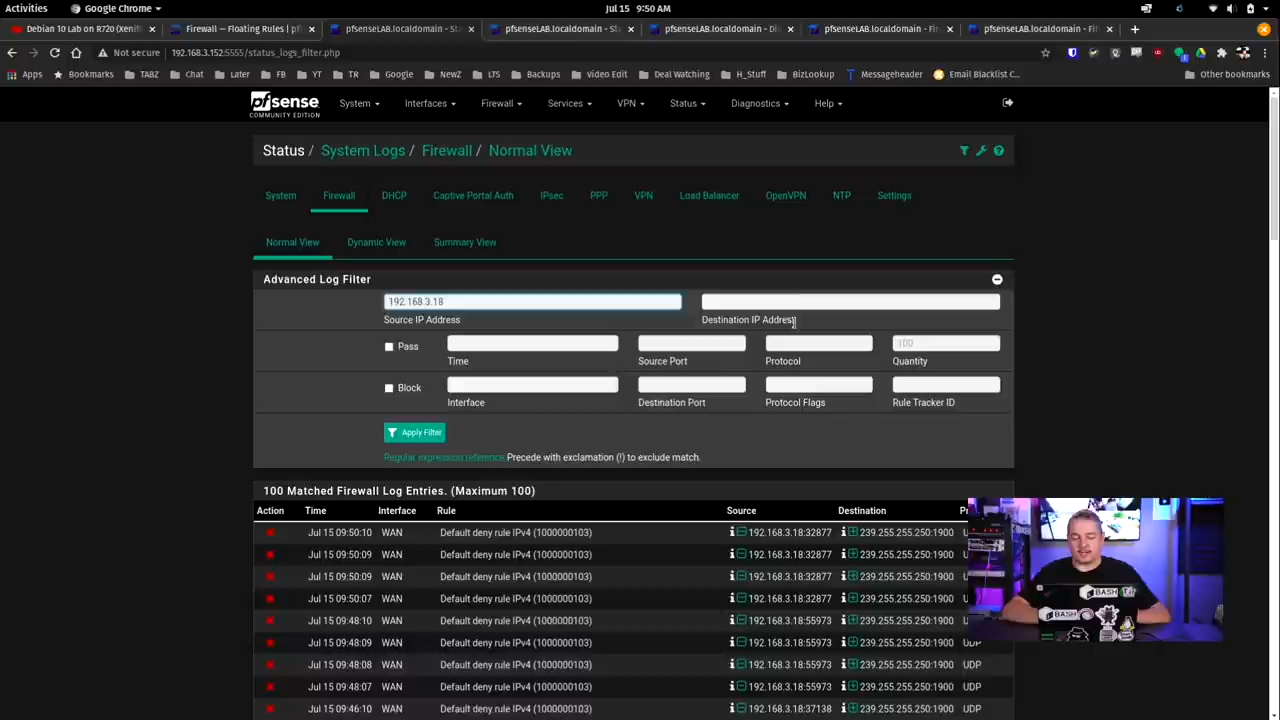 Activities
Google Chrome
Jul 15 9:50 AM
Debian 10 Lab on R720 (Xenif
Firewall — Floating Rules | pf
pfsenseLAB.localdomain - Sta
pfsenseLAB.localdomain - St
pfsenseLAB.localdomain - Di
pfsenseLAB.localdomain - Fi
pfsenseLAB.localdomain - Fi
Not secure
192.168.3.152:5555/status_logs_filter.php
Apps
Bookmarks
TABZ
Chat
Later
FB
YT
TR
Google
NewZ
LTS
Backups
Video Edit
Deal Watching
H_Stuff
BizLookup
Messageheader
Email Blacklist C...
Other bookmarks
pfsense
COMMUNITY EDITION
System
Interfaces
Firewall
Services
VPN
Status
Diagnostics
Help
Status / System Logs / Firewall / Normal View
System
Firewall
DHCP
Captive Portal Auth
IPsec
PPP
VPN
Load Balancer
OpenVPN
NTP
Settings
Normal View
Dynamic View
Summary View
Advanced Log Filter
192.168.3.18
Source IP Address
Destination IP Address
Pass
100
Time
Source Port
Protocol
Quantity
Block
Interface
Destination Port
Protocol Flags
Rule Tracker ID
Apply Filter
Regular expression reference Precede with exclamation (!) to exclude match.
100 Matched Firewall Log Entries. (Maximum 100)
Action Time Interface Rule Source Destination
Jul 15 09:50:10 WAN Default deny rule IPv4 (1000000103) 192.168.3.18:32877 239.255.255.250:1900
Jul 15 09:50:09 WAN Default deny rule IPv4 (1000000103) 192.168.3.18:32877 239.255.255.250:1900
Jul 15 09:50:09 WAN Default deny rule IPv4 (1000000103) 192.168.3.18:32877 239.255.255.250:1900
Jul 15 09:50:07 WAN Default deny rule IPv4 (1000000103) 192.168.3.18:32877 239.255.255.250:1900
Jul 15 09:48:10 WAN Default deny rule IPv4 (1000000103) 192.168.3.18:55973 239.255.255.250:1900
Jul 15 09:48:09 WAN Default deny rule IPv4 (1000000103) 192.168.3.18:55973 239.255.255.250:1900 UDP
Jul 15 09:48:08 WAN Default deny rule IPv4 (1000000103) 192.168.3.18:55973 239.255.255.250:1900 UDP
Jul 15 09:48:07 WAN Default deny rule IPv4 (1000000103) 192.168.3.18:55973 239.255.255.250:1900 UDP
Jul 15 09:46:10 WAN Default deny rule IPv4 (1000000103) 192.168.3.18:37138 239.255.255.250:1900 UDP
BASH
BASH